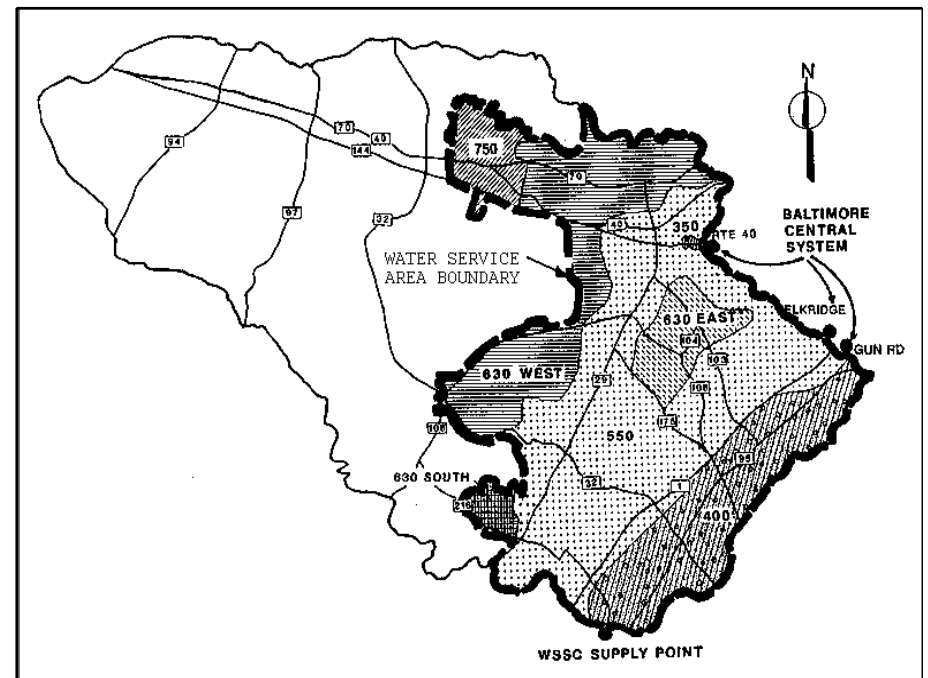 N
70
40
144
94
97
32
750
70
40
350
RTE 40
BALTIMORE
CENTRAL
SYSTEM
WATER SERVICE
AREA BOUNDARY
ELKRIDGE
GUN RD
630 EAST
104
103
108
630 WEST
29
175
108
550
95
630 SOUTH
216
32
1
400
WSSC SUPPLY POINT